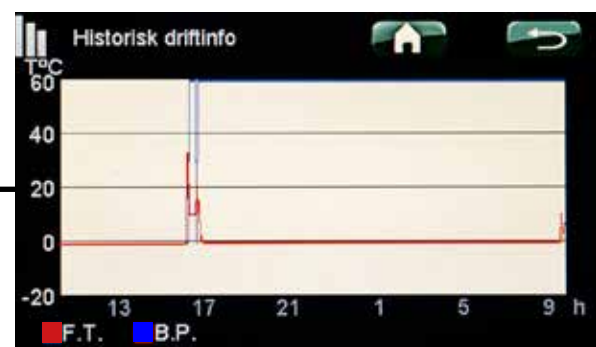 Historisk driftinfo
T°C
60
40
20
0
-20
13 17 21 1 5 9 h
F.T. B.P.